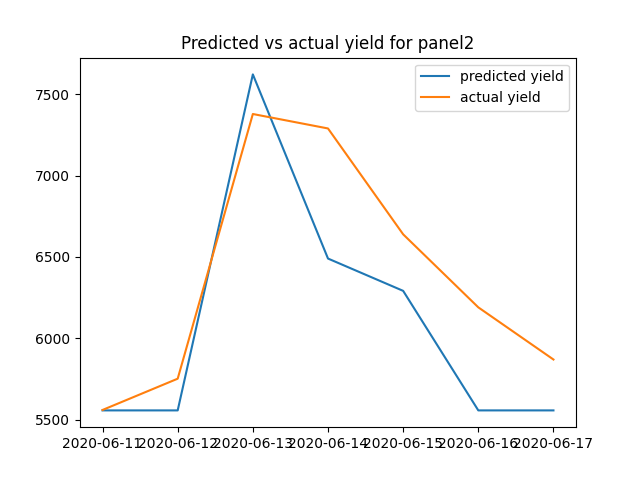 Predicted vs actual yield for panel2
predicted yield
actual yield
7500
7000
6500
6000
5500
2020-06-11 2020-06-12 2020-06-13 2020-06-14 2020-06-15 2020-06-16 2020-06-17